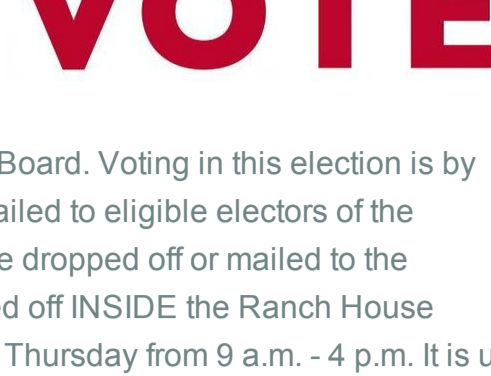 VOTE
Board. Voting in this election is by
ailed to eligible electors of the
e dropped off or mailed to the
ed off INSIDE the Ranch House
Thursday from 9 a.m. - 4 p.m. It is u